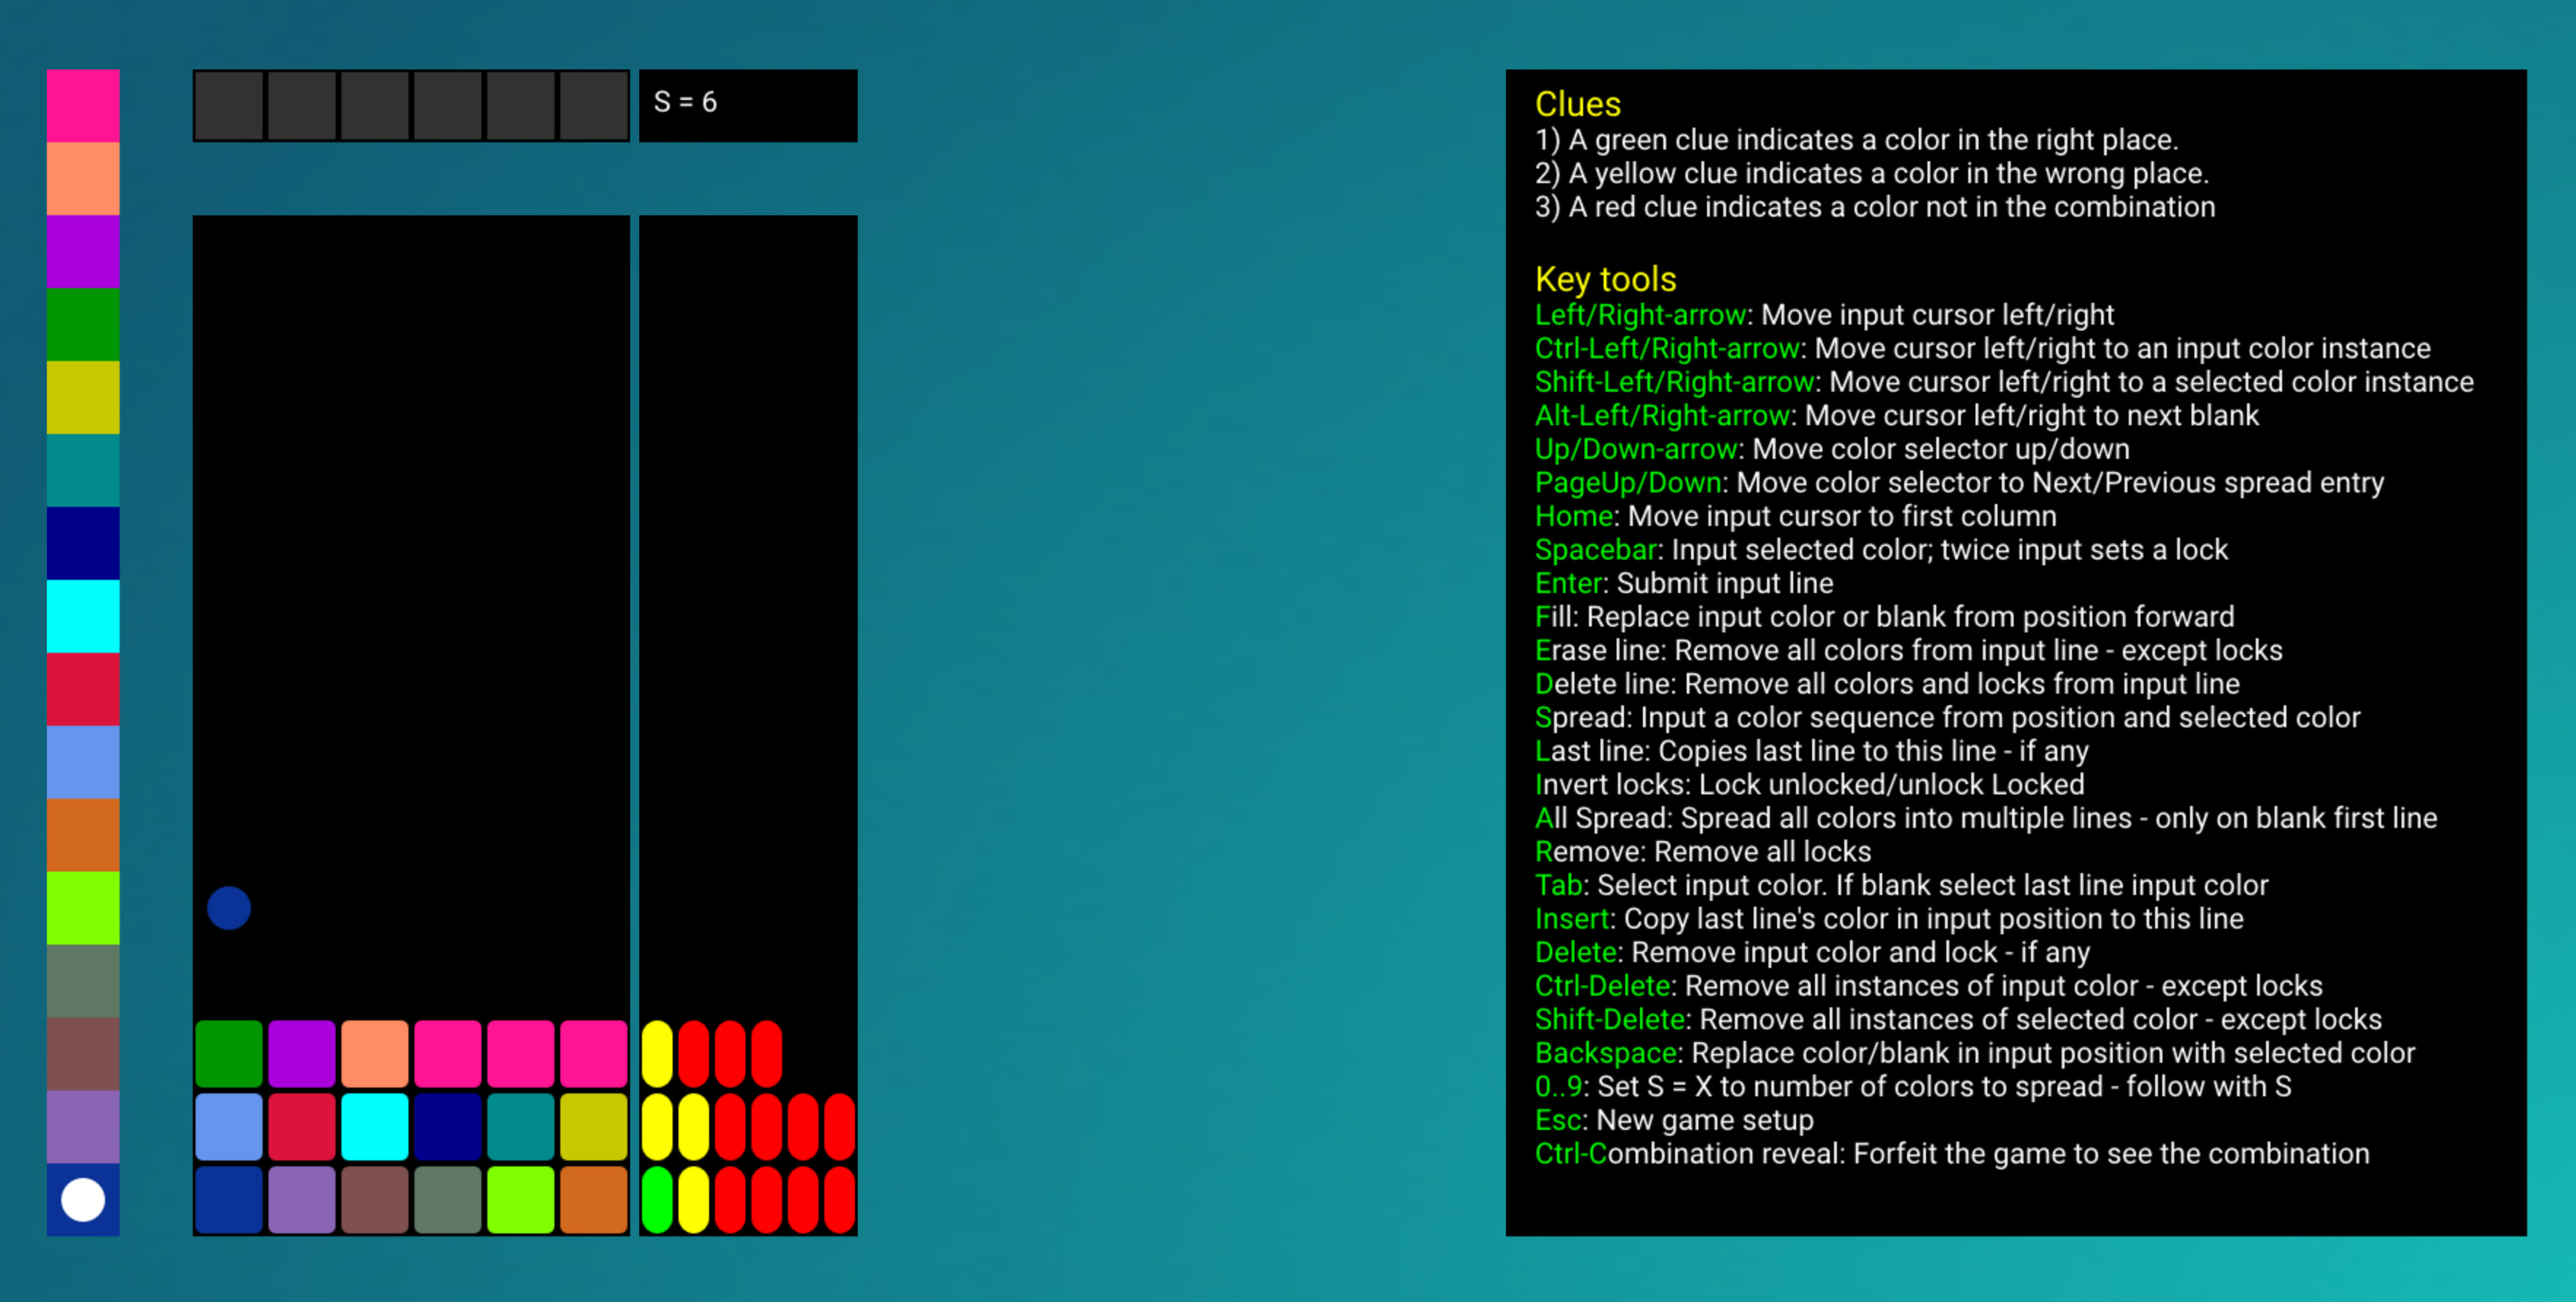 S = 6
Clues
1) A green clue indicates a color in the right place.
2) A yellow clue indicates a color in the wrong place.
3) A red clue indicates a color not in the combination
Key tools
Left/Right-arrow: Move input cursor left/right
Ctrl-Left/Right-arrow: Move cursor left/right to an input color instance
Shift-Left/Right-arrow: Move cursor left/right to a selected color instance
Alt-Left/Right-arrow: Move cursor left/right to next blank
Up/Down-arrow: Move color selector up/down
PageUp/Down: Move color selector to Next/Previous spread entry
Home: Move input cursor to first column
Spacebar: Input selected color; twice input sets a lock
Enter: Submit input line
Fill: Replace input color or blank from position forward
Erase line: Remove all colors from input line - except locks
Delete line: Remove all colors and locks from input line
Spread: Input a color sequence from position and selected color
Last line: Copies last line to this line - if any
Invert locks: Lock unlocked/unlock Locked
All Spread: Spread all colors into multiple lines - only on blank first line
Remove: Remove all locks
Tab: Select input color. If blank select last line input color
Insert: Copy last line's color in input position to this line
Delete: Remove input color and lock - if any
Ctrl-Delete: Remove all instances of input color - except locks
Shift-Delete: Remove all instances of selected color - except locks
Backspace: Replace color/blank in input position with selected color
0..9: Set S = X to number of colors to spread - follow with S
Esc: New game setup
Ctrl-Combination reveal: Forfeit the game to see the combination